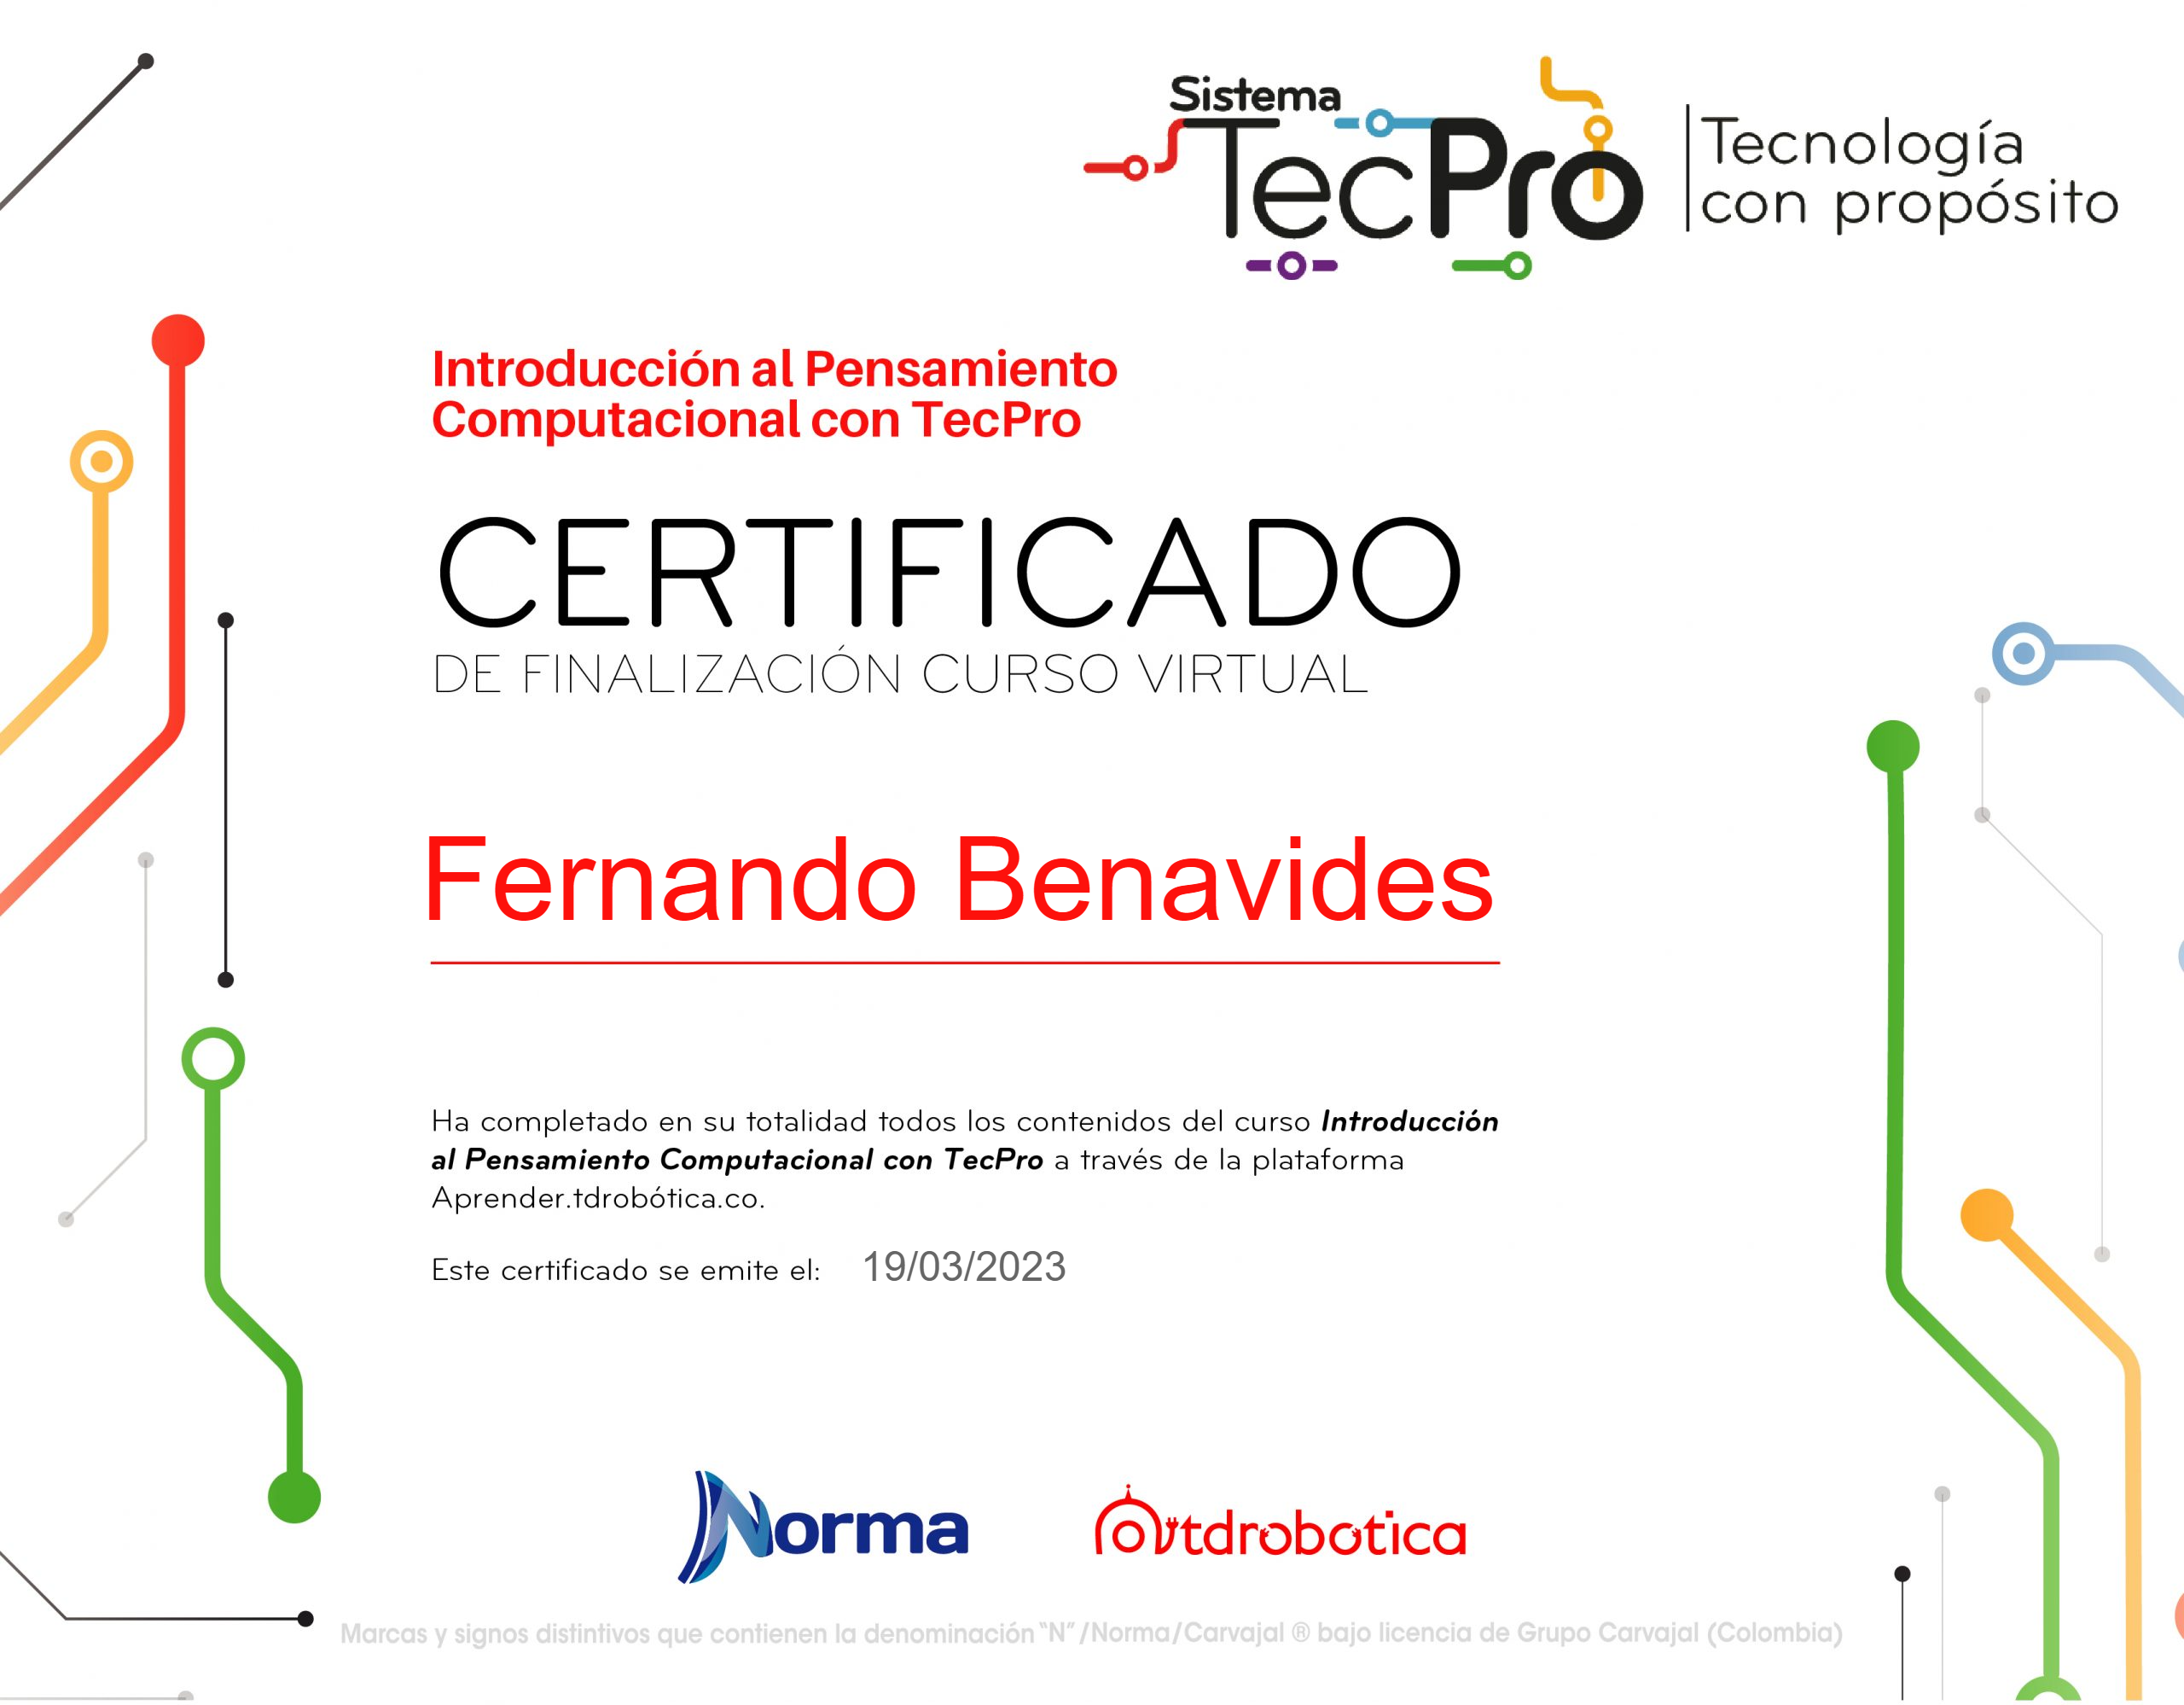 Sistema
TecPro
Tecnología
con propósito
Introducción al Pensamiento
Computacional con TecPro
CERTIFICADO
DE FINALIZACIÓN CURSO VIRTUAL
Fernando Benavides
Ha completado en su totalidad todos los contenidos del curso Introducción
al Pensamiento Computacional con TecPro a través de la plataforma
Aprender.tdrobótica.co.
Este certificado se emite el: 19/03/2023
Norma
tdrobotica
Marcas y signos distintivos que contienen la denominación “N”/Norma/Carvajal ® bajo licencia de Grupo Carvajal (Colombia)